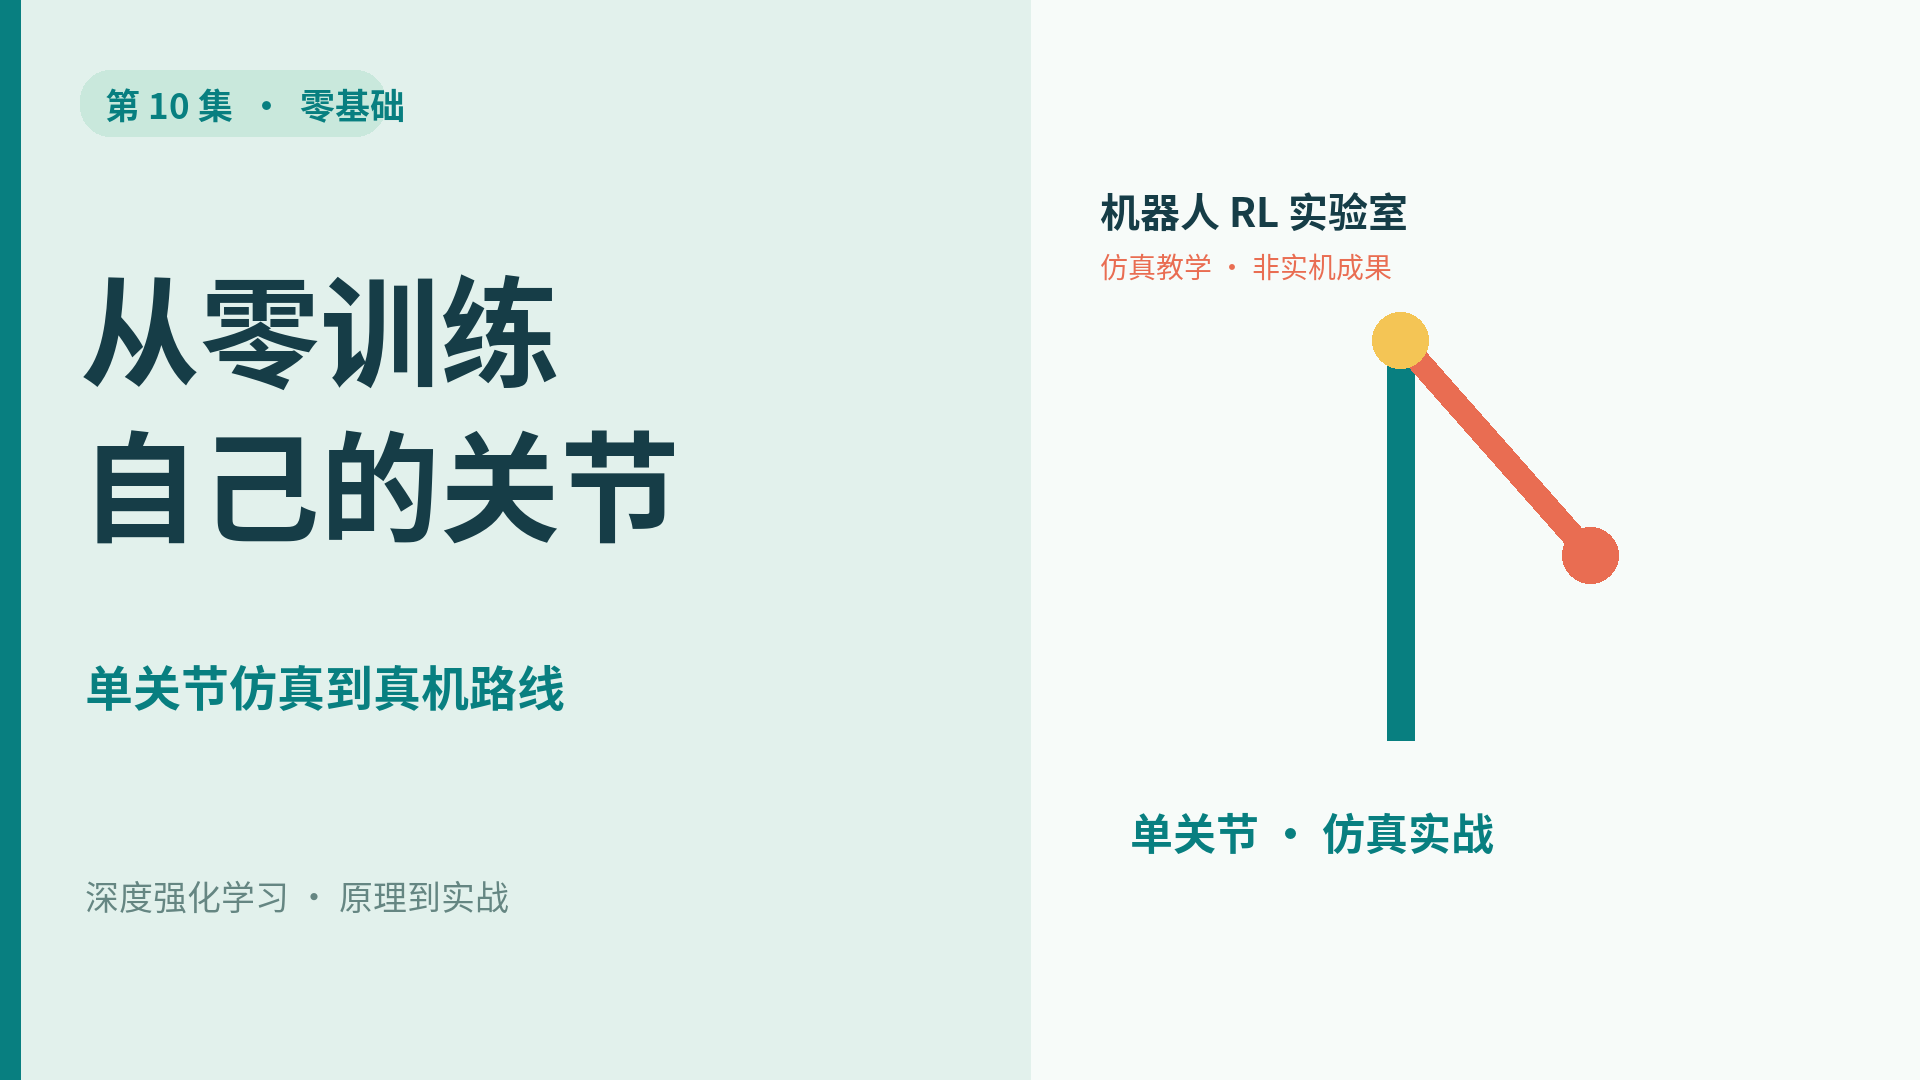 第 10 集 · 零基础
从零训练
自己的关节
单关节仿真到真机路线
深度强化学习 · 原理到实战
机器人 RL 实验室
仿真教学 · 非实机成果
单关节 · 仿真实战